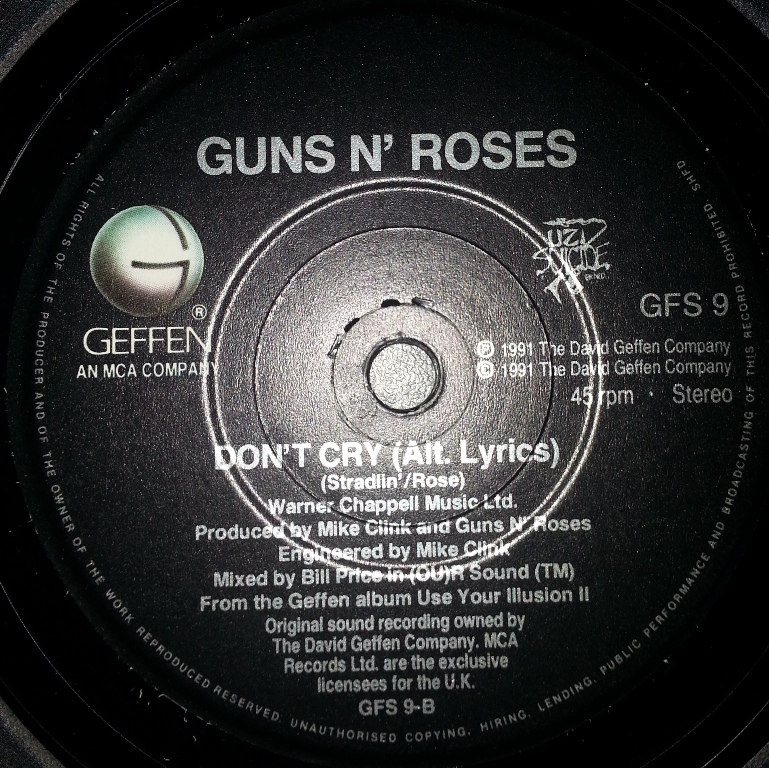 GUNS N' ROSES
UZI
SUICIDE
GEFFEN®
AN MCA COMPANY
GFS 9
℗ 1991 The David Geffen Company
© 1991 The David Geffen Company
45 rpm · Stereo
DON'T CRY (Alt. Lyrics)
(Stradlin'/Rose)
Warner Chappell Music Ltd.
Produced by Mike Clink and Guns N' Roses
Engineered by Mike Clink
Mixed by Bill Price in (OU)R Sound (TM)
From the Geffen album Use Your Illusion II
Original sound recording owned by
The David Geffen Company. MCA
Records Ltd. are the exclusive
licensees for the U.K.
GFS 9-B
ALL RIGHTS OF THE PRODUCER AND OF THE OWNER OF THE WORK REPRODUCED RESERVED. UNAUTHORISED COPYING, HIRING, LENDING, PUBLIC PERFORMANCE AND BROADCASTING OF THIS RECORD PROHIBITED. SMFD